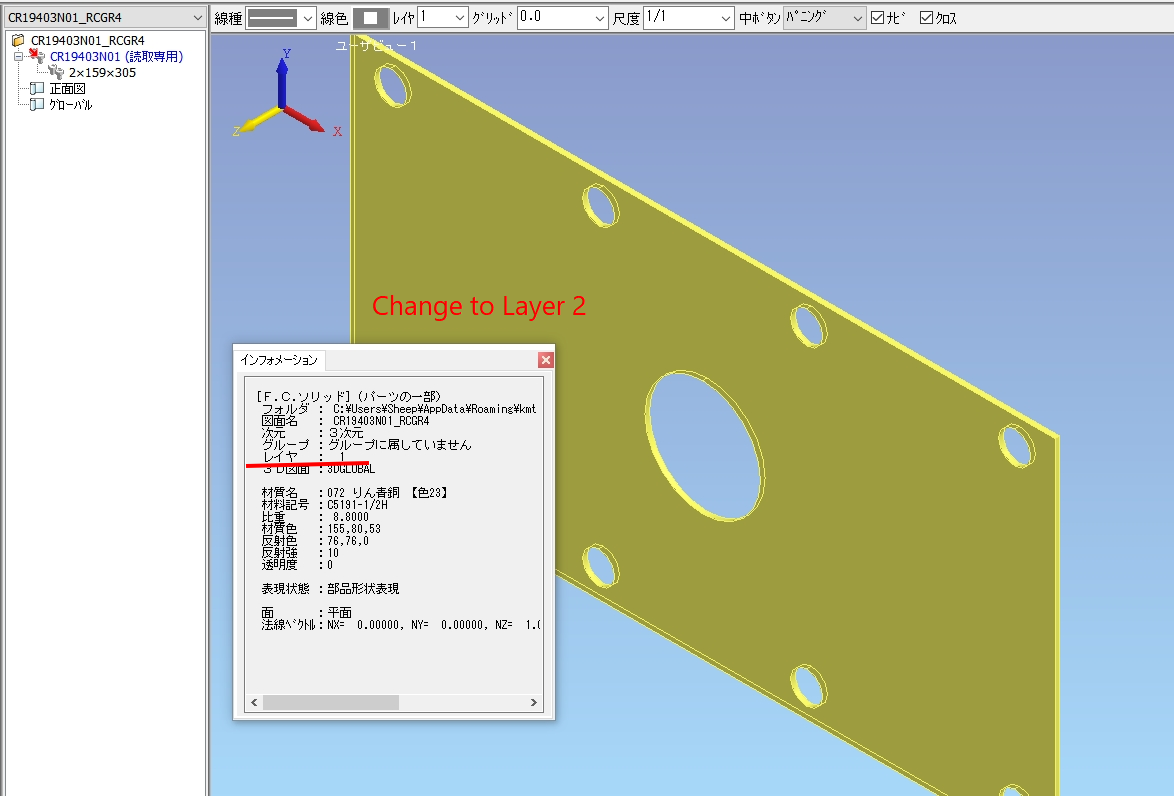 CR19403N01_RCGR4 線種 線色 ﾚｲﾔ 1 ｸﾞﾘｯﾄﾞ 0.0 尺度 1/1 中ﾎﾞﾀﾝ ﾊﾟﾆﾝｸﾞ ﾅﾋﾞ ｸﾛｽ
CR19403N01_RCGR4
CR19403N01 (読取専用)
2×159×305
正面図
ｸﾞﾛｰﾊﾞﾙ
ユーザビュー1
Y
Z
X
Change to Layer 2
インフォメーション
[Ｆ.Ｃ.ソリッド] (パーツの一部)
フォルダ : C:¥Users¥Sheep¥AppData¥Roaming¥kmt
図面名 : CR19403N01_RCGR4
次元 : ３次元
グループ : グループに属していません
レイヤ : 1
３Ｄ図面 : 3DGLOBAL
材質名 : 072 りん青銅 【色23】
材料記号 : C5191-1/2H
比重 : 8.8000
材質色 : 155,80,53
反射色 : 76,76,0
反射強 : 10
透明度 : 0
表現状態 : 部品形状表現
面 : 平面
法線ﾍﾞｸﾄﾙ : NX= 0.00000, NY= 0.00000, NZ= 1.0